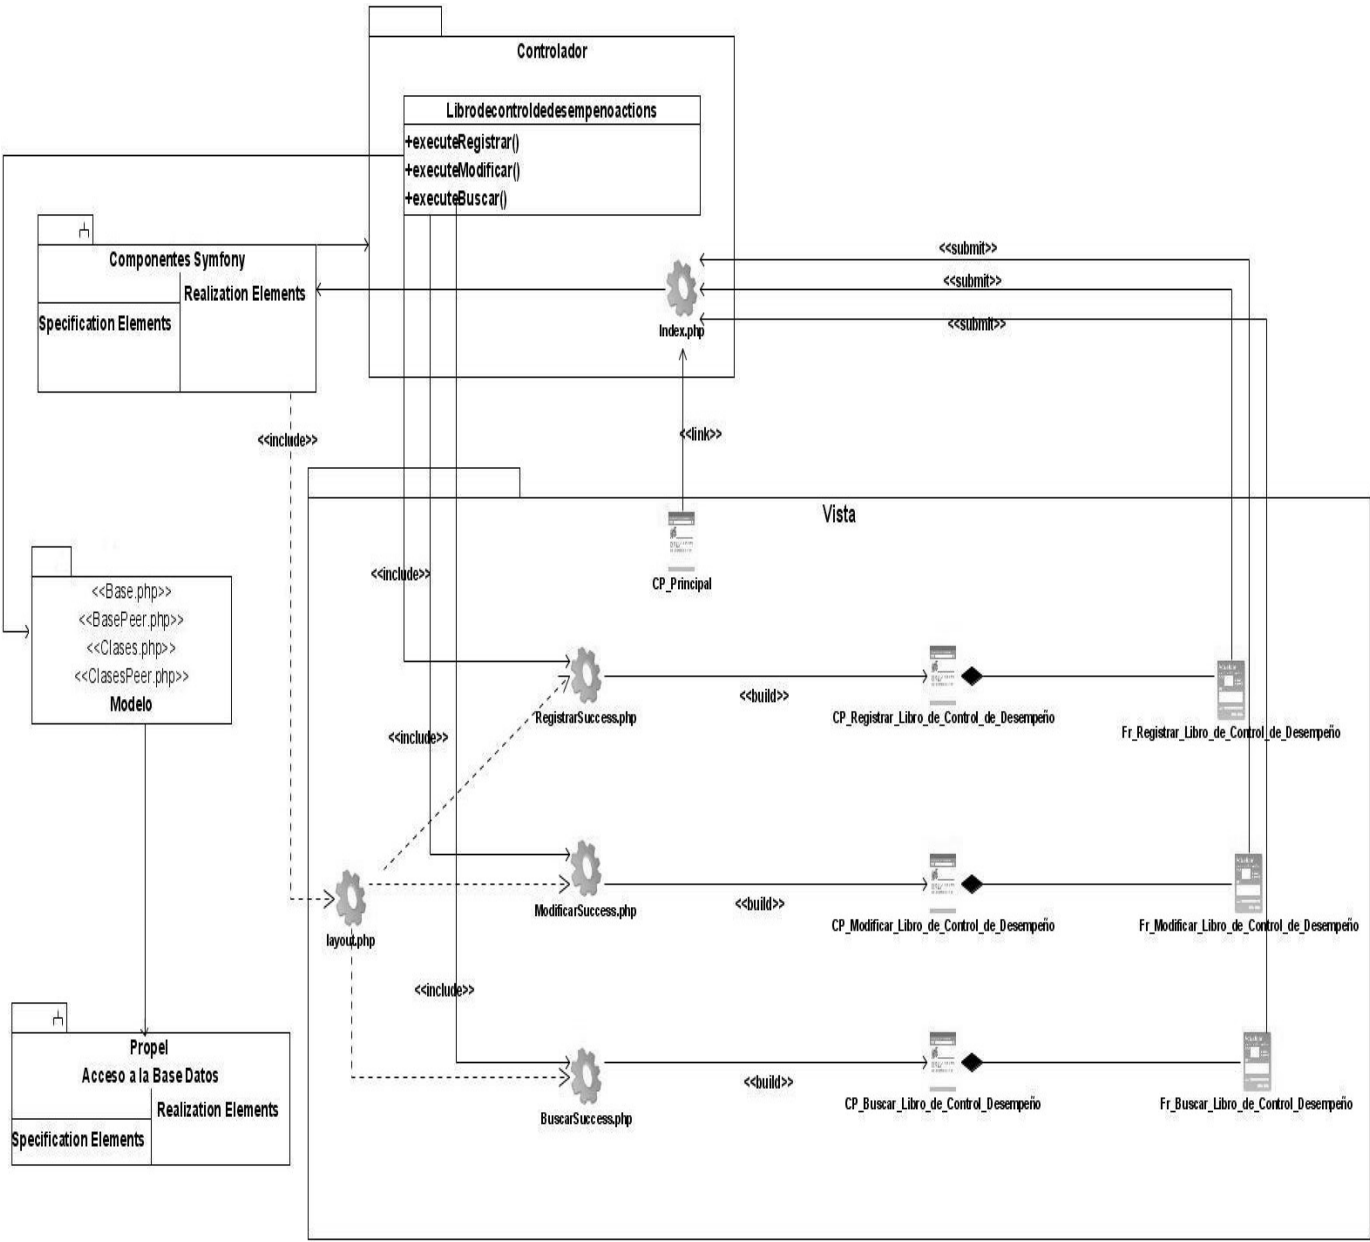 Controlador
Librodecontroldedesempenoactions
+executeRegistrar()
+executeModificar()
+executeBuscar()
Componentes Symfony
Realization Elements
Specification Elements
<<submit>>
<<submit>>
<<submit>>
Index.php
<<link>>
<<include>>
Vista
CP_Principal
<<include>>
<<Base.php>>
<<BasePeer.php>>
<<Clases.php>>
<<ClasesPeer.php>>
Modelo
RegistrarSuccess.php
<<build>>
CP_Registrar_Libro_de_Control_de_Desempeño
Fr_Registrar_Libro_de_Control_de_Desempeño
<<include>>
ModificarSuccess.php
<<build>>
CP_Modificar_Libro_de_Control_de_Desempeño
Fr_Modificar_Libro_de_Control_de_Desempeño
layout.php
<<include>>
Propel
Acceso a la Base Datos
Realization Elements
Specification Elements
BuscarSuccess.php
<<build>>
CP_Buscar_Libro_de_Control_Desempeño
Fr_Buscar_Libro_de_Control_Desempeño